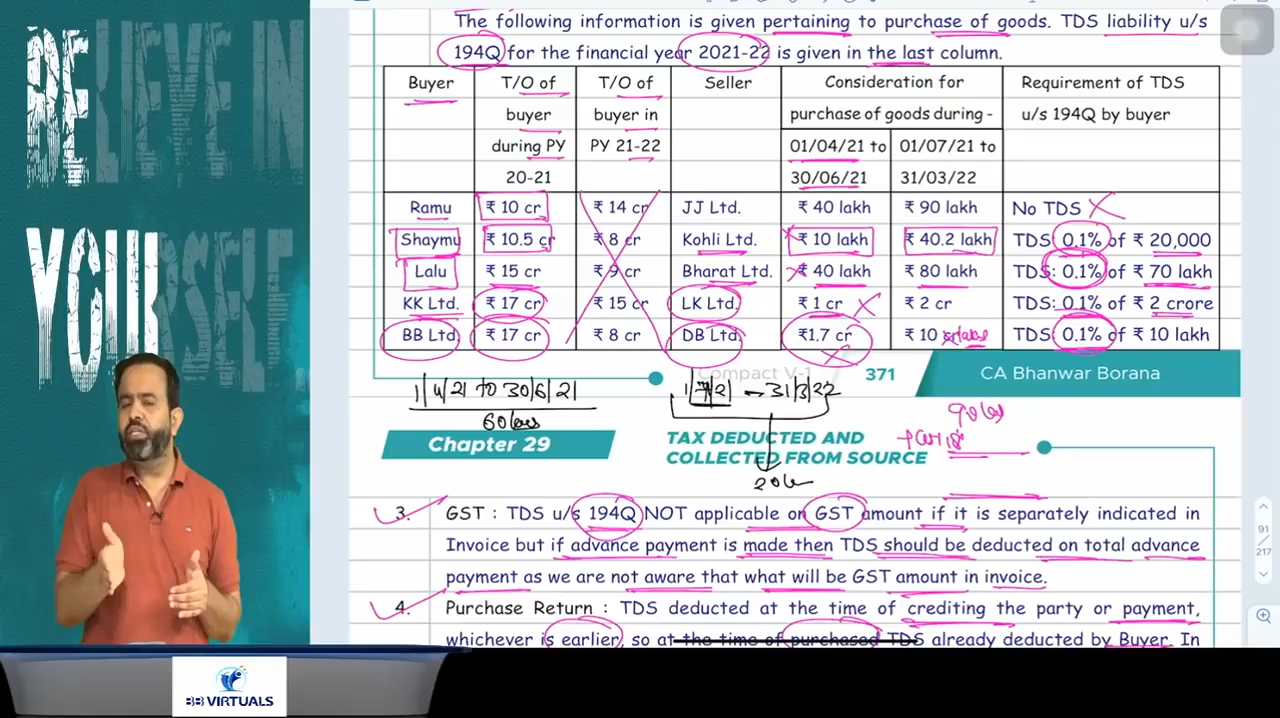 BELIEVE IN
YOURSELF
The following information is given pertaining to purchase of goods. TDS liability u/s
194Q for the financial year 2021-22 is given in the last column.
Buyer T/O of buyer during PY 20-21 T/O of buyer in PY 21-22 Seller Consideration for purchase of goods during - 01/04/21 to 30/06/21 01/07/21 to 31/03/22 Requirement of TDS u/s 194Q by buyer
Ramu ₹ 10 cr ₹ 14 cr JJ Ltd. ₹ 40 lakh ₹ 90 lakh No TDS
Shaymu ₹ 10.5 cr ₹ 8 cr Kohli Ltd. ₹ 10 lakh ₹ 40.2 lakh TDS: 0.1% of ₹ 20,000
Lalu ₹ 15 cr ₹ 9 cr Bharat Ltd. ₹ 40 lakh ₹ 80 lakh TDS: 0.1% of ₹ 70 lakh
KK Ltd. ₹ 17 cr ₹ 15 cr LK Ltd. ₹ 1 cr ₹ 2 cr TDS: 0.1% of ₹ 2 crore
BB Ltd. ₹ 17 cr ₹ 8 cr DB Ltd. ₹1.7 cr ₹ 10 TDS: 0.1% of ₹ 10 lakh
Compact V-1 371 CA Bhanwar Borana
1/4/21 to 30/6/21
1/7/21 - 31/3/22
Chapter 29 TAX DEDUCTED AND
COLLECTED FROM SOURCE
3. GST : TDS u/s 194Q NOT applicable on GST amount if it is separately indicated in
Invoice but if advance payment is made then TDS should be deducted on total advance
payment as we are not aware that what will be GST amount in invoice.
4. Purchase Return : TDS deducted at the time of crediting the party or payment,
whichever is earlier, so at the time of purchased TDS already deducted by Buyer. In
91
217
BB VIRTUALS